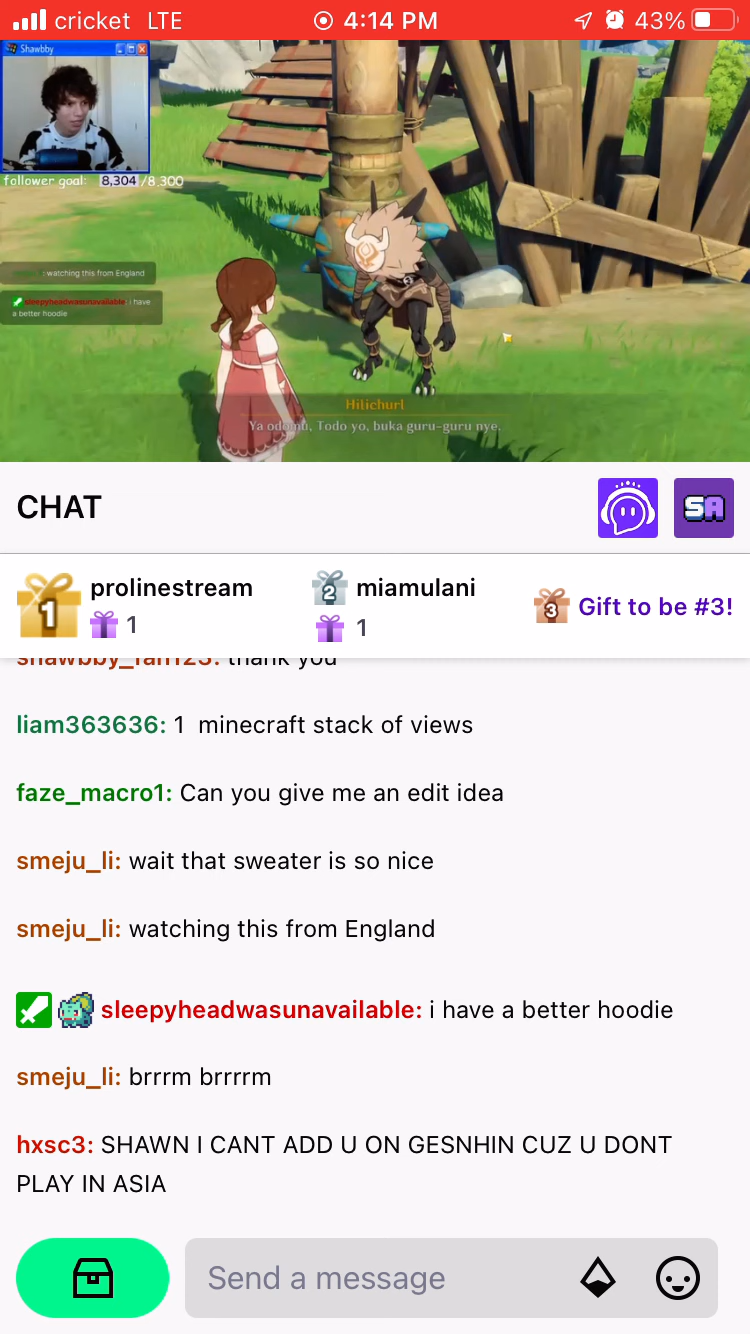 cricket LTE
4:14 PM
43%
Shawbby
follower goal: 8,304 /8.300
: watching this from England
sleepyheadwasunavailable: i have
a better hoodie
Hilichurl
Ya odomu, Todo yo, buka guru-guru nye.
CHAT
SA
1 prolinestream
1
2 miamulani
1
3 Gift to be #3!
shawbby_fan123: thank you
liam363636: 1 minecraft stack of views
faze_macro1: Can you give me an edit idea
smeju_li: wait that sweater is so nice
smeju_li: watching this from England
sleepyheadwasunavailable: i have a better hoodie
smeju_li: brrrm brrrrm
hxsc3: SHAWN I CANT ADD U ON GESNHIN CUZ U DONT
PLAY IN ASIA
Send a message